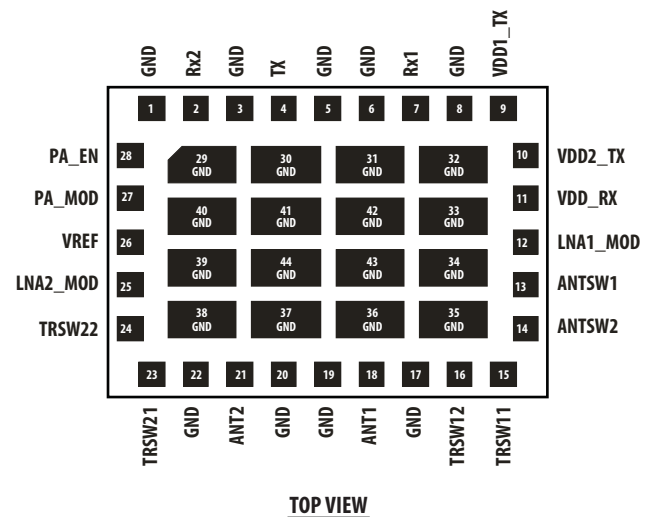 GND Rx2 GND TX GND GND Rx1 GND VDD1_TX
1 2 3 4 5 6 7 8 9
PA_EN 28 29 30 31 32 10 VDD2_TX
GND GND GND GND
PA_MOD 27 11 VDD_RX
40 41 42 33
GND GND GND GND
VREF 26 12 LNA1_MOD
39 44 43 34
GND GND GND GND
LNA2_MOD 25 13 ANTSW1
38 37 36 35
GND GND GND GND
TRSW22 24 14 ANTSW2
23 22 21 20 19 18 17 16 15
TRSW21 GND ANT2 GND GND ANT1 GND TRSW12 TRSW11
TOP VIEW